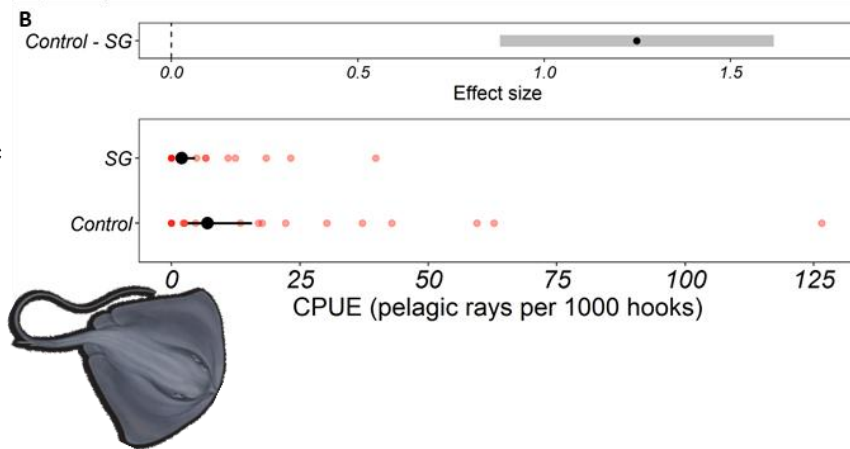 B
Control - SG
0.0 0.5 1.0 1.5
Effect size
SG
Control
0 25 50 75 100 125
CPUE (pelagic rays per 1000 hooks)